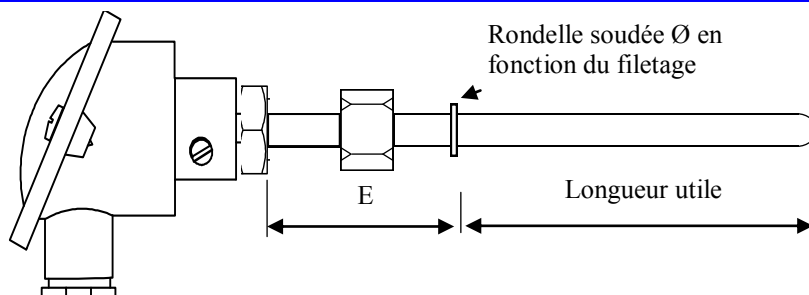 Rondelle soudée Ø en
fonction du filetage
E
Longueur utile